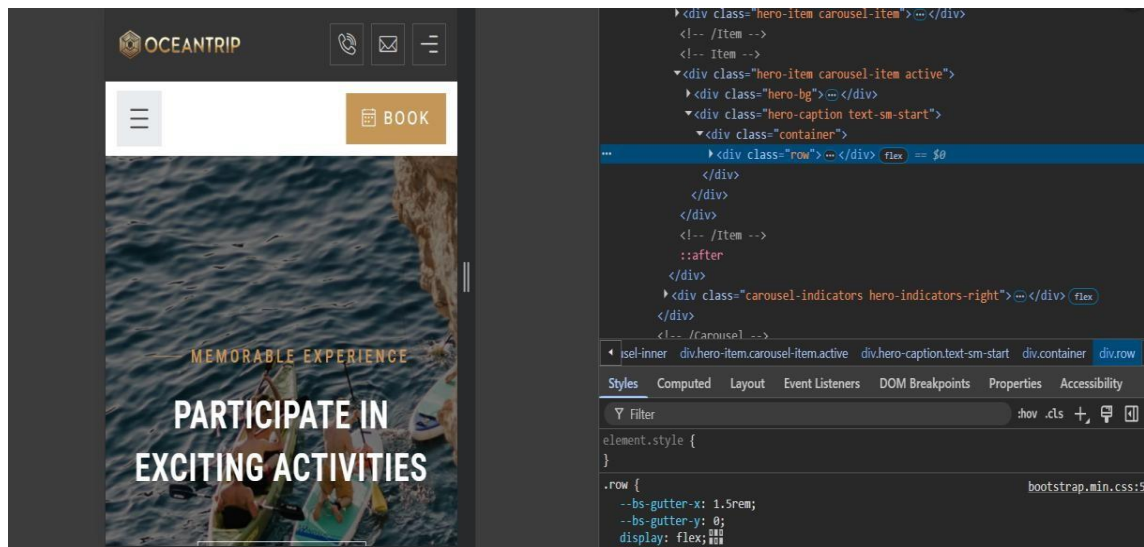 OCEANTRIP
BOOK
MEMORABLE EXPERIENCE
PARTICIPATE IN
EXCITING ACTIVITIES
<div class="hero-item carousel-item">⋯</div>
<!-- /Item -->
<!-- Item -->
<div class="hero-item carousel-item active">
<div class="hero-bg">⋯</div>
<div class="hero-caption text-sm-start">
<div class="container">
⋯ <div class="row">⋯</div> flex == $0
</div>
</div>
</div>
<!-- /Item -->
::after
</div>
<div class="carousel-indicators hero-indicators-right">⋯</div> flex
</div>
<!-- /Carousel -->
usel-inner div.hero-item.carousel-item.active div.hero-caption.text-sm-start div.container div.row
Styles Computed Layout Event Listeners DOM Breakpoints Properties Accessibility
Filter :hov .cls +
element.style {
}
.row { bootstrap.min.css:5
--bs-gutter-x: 1.5rem;
--bs-gutter-y: 0;
display: flex;